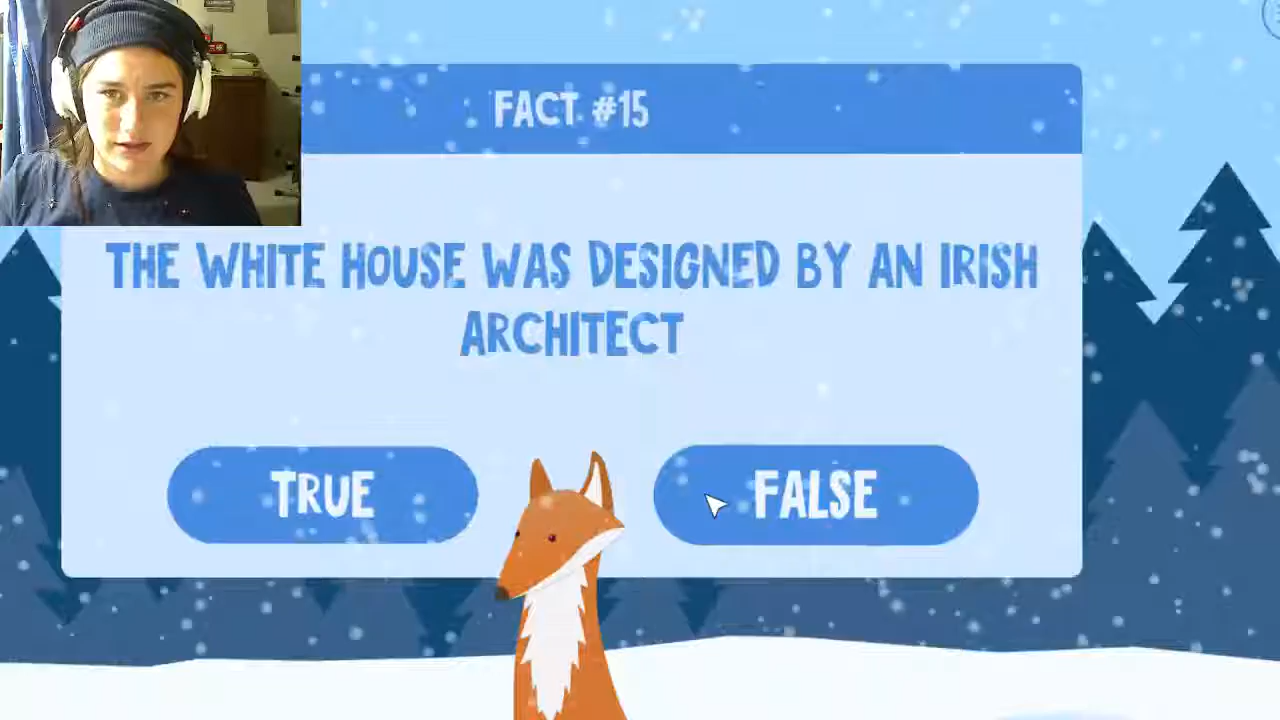 FACT #15
THE WHITE HOUSE WAS DESIGNED BY AN IRISH
ARCHITECT
TRUE
FALSE